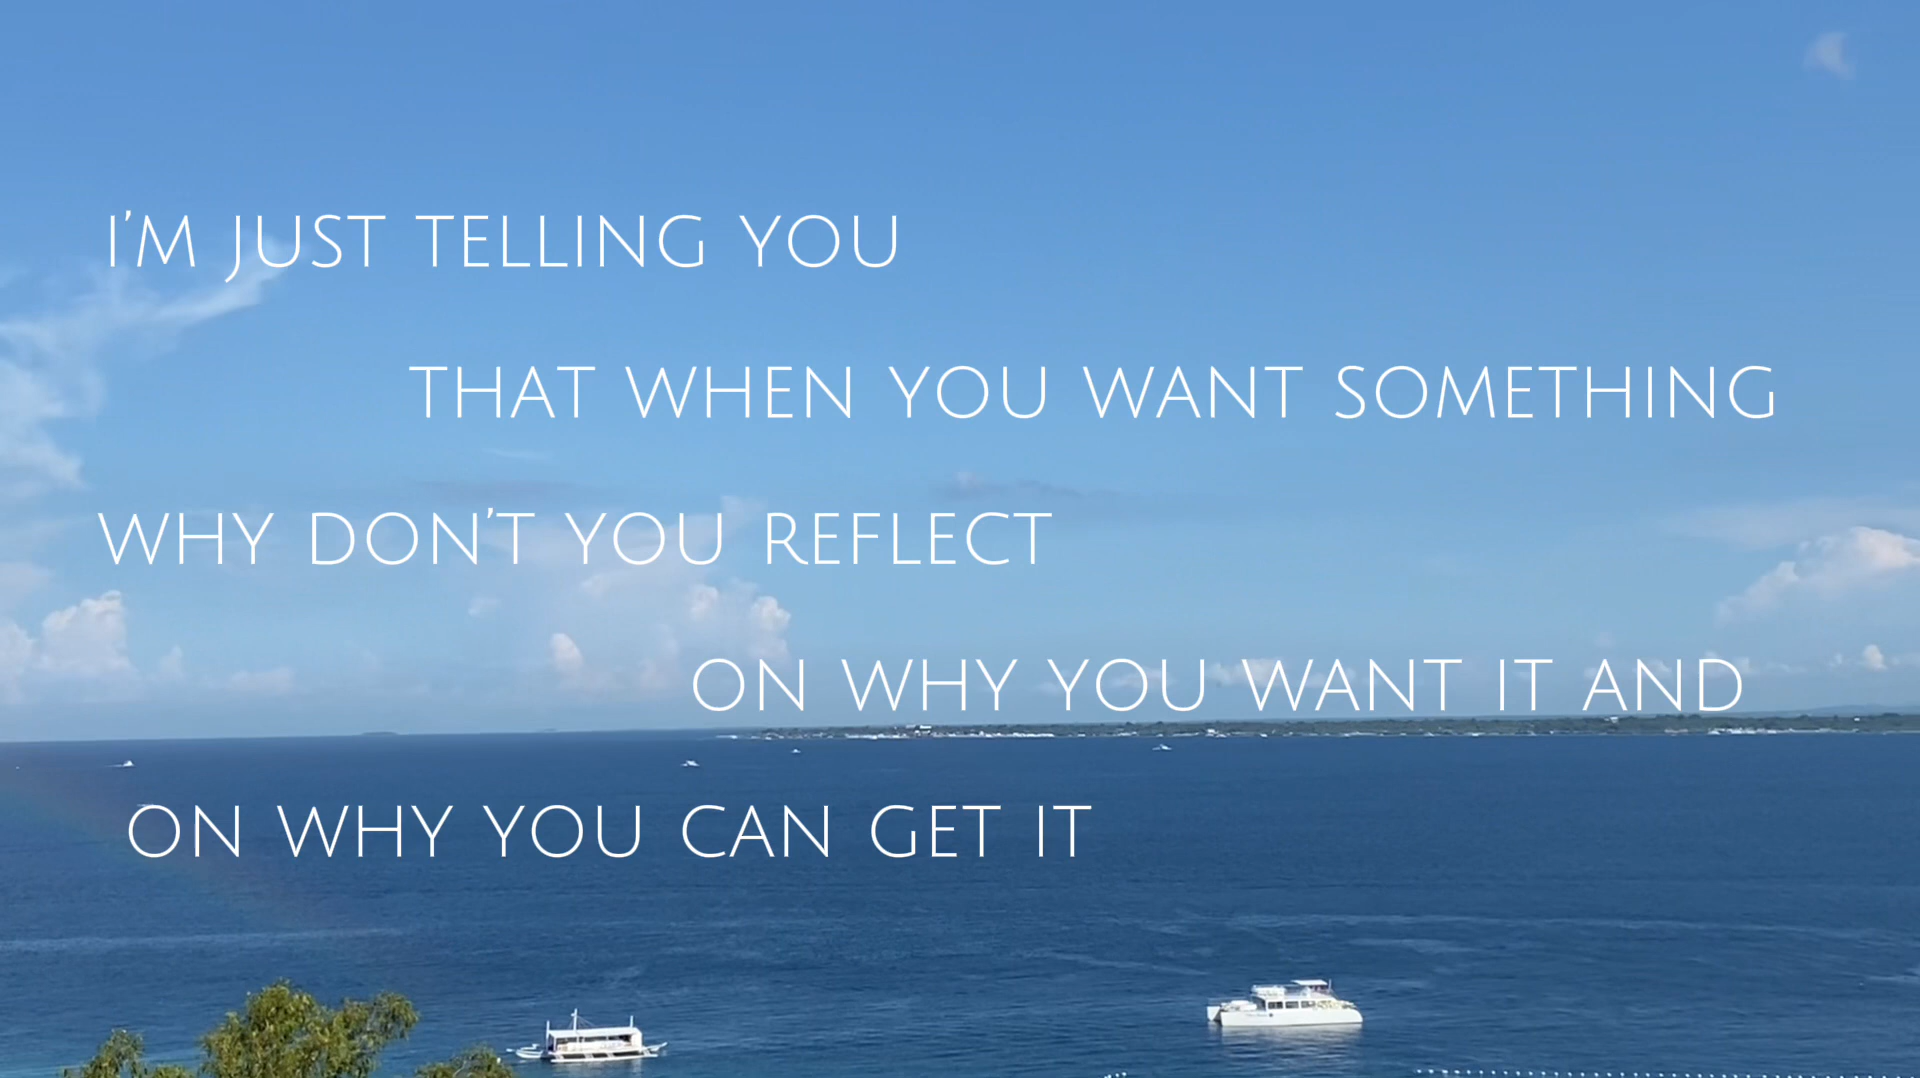 I'M JUST TELLING YOU
THAT WHEN YOU WANT SOMETHING
WHY DON'T YOU REFLECT
ON WHY YOU WANT IT AND
ON WHY YOU CAN GET IT